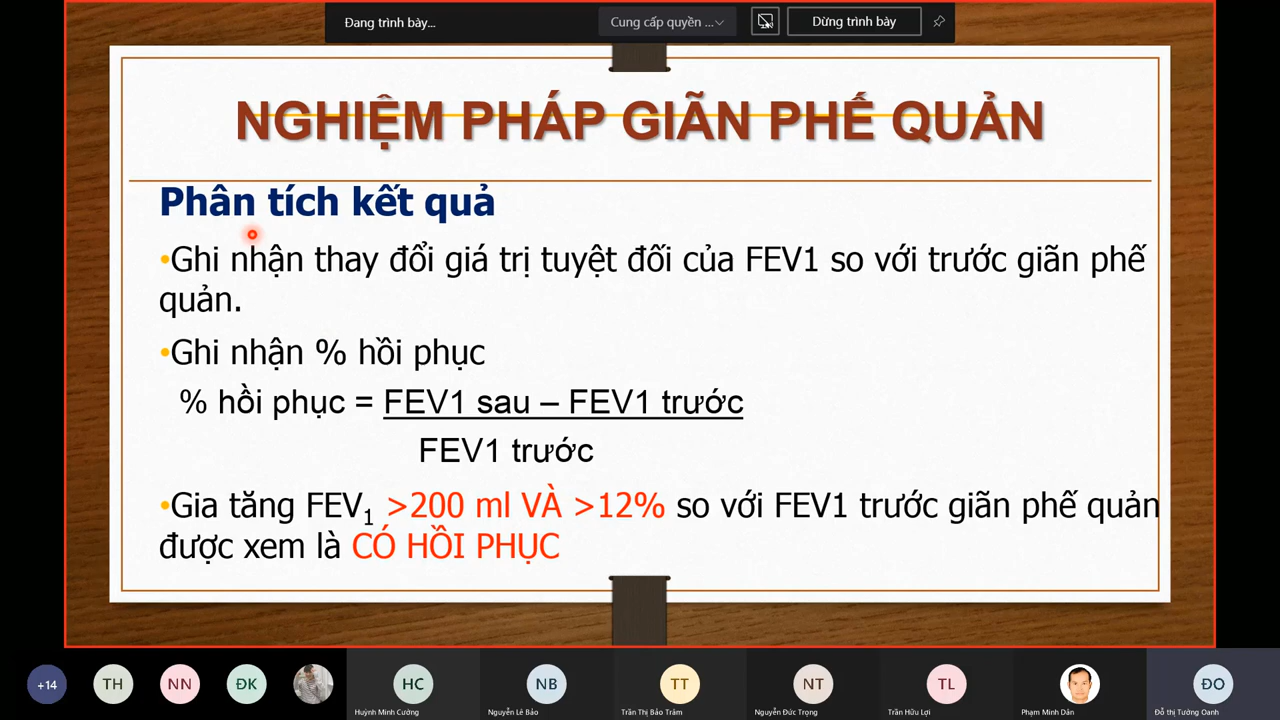 Đang trình bày...
Cung cấp quyền ...
Dừng trình bày
NGHIỆM PHÁP GIÃN PHẾ QUẢN
Phân tích kết quả
•Ghi nhận thay đổi giá trị tuyệt đối của FEV1 so với trước giãn phế
quản.
•Ghi nhận % hồi phục
% hồi phục = FEV1 sau – FEV1 trước
FEV1 trước
•Gia tăng FEV1 >200 ml VÀ >12% so với FEV1 trước giãn phế quản
được xem là CÓ HỒI PHỤC
+14
TH
NN
ĐK
HC
NB
TT
NT
TL
ĐO
Huỳnh Minh Cường
Nguyễn Lê Bảo
Trần Thị Bảo Trâm
Nguyễn Đức Trọng
Trần Hữu Lợi
Phạm Minh Dân
Đỗ thị Tường Oanh